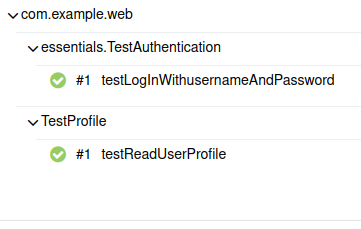 com.example.web
essentials.TestAuthentication
#1 testLogInWithusernameAndPassword
TestProfile
#1 testReadUserProfile